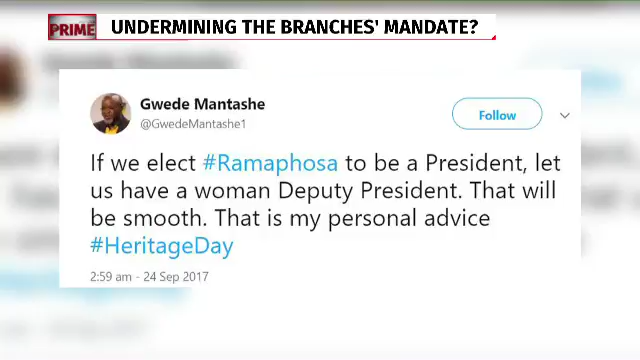 PRIME
UNDERMINING THE BRANCHES' MANDATE?
Gwede Mantashe
@GwedeMantashe1
Follow
If we elect #Ramaphosa to be a President, let
us have a woman Deputy President. That will
be smooth. That is my personal advice
#HeritageDay
2:59 am - 24 Sep 2017